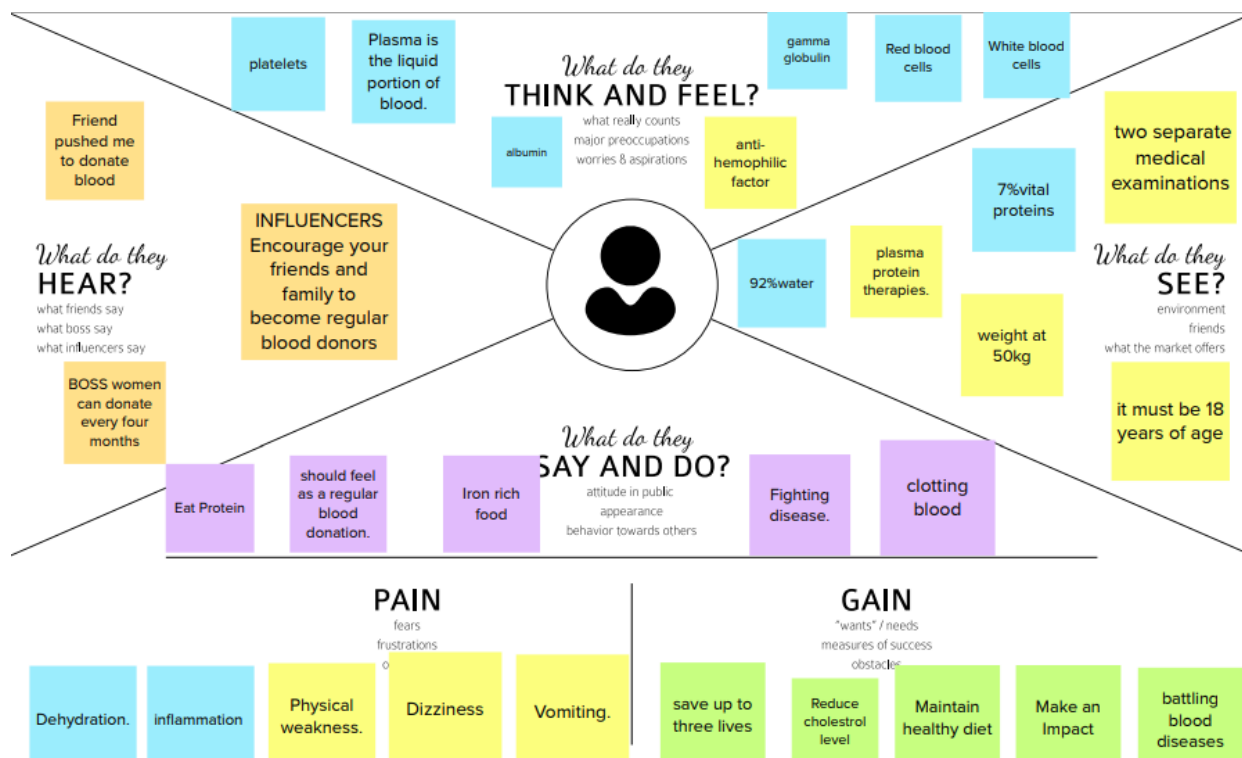 platelets
Plasma is
the liquid
portion of
blood.
What do they
THINK AND FEEL?
what really counts
major preoccupations
worries & aspirations
albumin
anti-
hemophilic
factor
gamma
globulin
Red blood
cells
White blood
cells
Friend
pushed me
to donate
blood
INFLUENCERS
Encourage your
friends and
family to
become regular
blood donors
What do they
HEAR?
what friends say
what boss say
what influencers say
BOSS women
can donate
every four
months
two separate
medical
examinations
7%vital
proteins
92%water
plasma
protein
therapies.
What do they
SEE?
environment
friends
what the market offers
weight at
50kg
it must be 18
years of age
What do they
SAY AND DO?
attitude in public
appearance
behavior towards others
Eat Protein
should feel
as a regular
blood
donation.
Iron rich
food
Fighting
disease.
clotting
blood
PAIN
fears
frustrations
Dehydration.
inflammation
Physical
weakness.
Dizziness
Vomiting.
GAIN
"wants" / needs
measures of success
obstacles
save up to
three lives
Reduce
cholestrol
level
Maintain
healthy diet
Make an
Impact
battling
blood
diseases